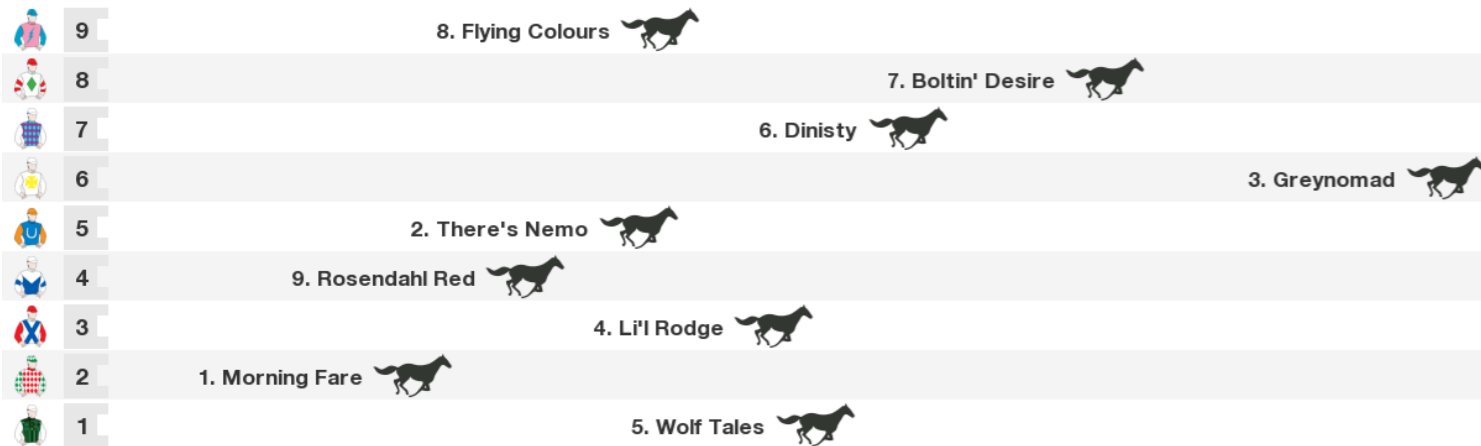 9 8. Flying Colours
8 7. Boltin' Desire
7 6. Dinisty
6 3. Greynomad
5 2. There's Nemo
4 9. Rosendahl Red
3 4. Li'l Rodge
2 1. Morning Fare
1 5. Wolf Tales